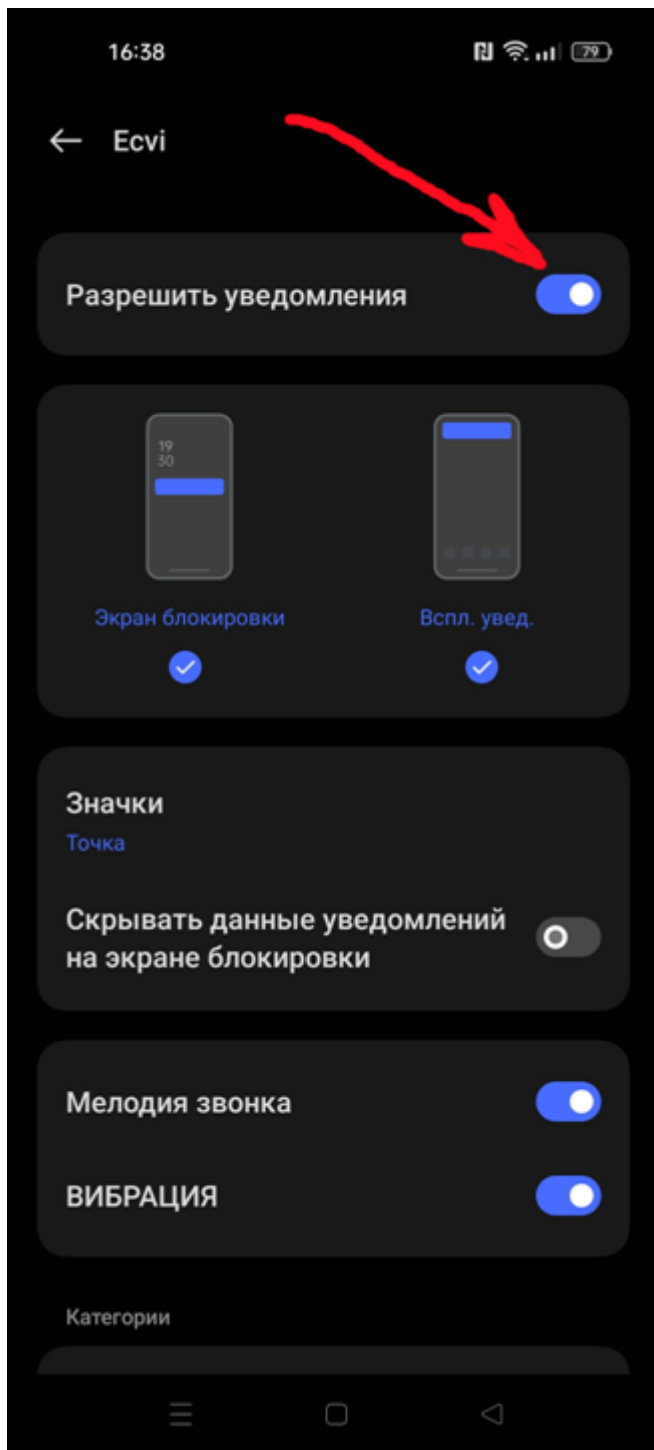 16:38
79
Ecvi
Разрешить уведомления
19
30
Экран блокировки
Вспл. увед.
Значки
Точка
Скрывать данные уведомлений
на экране блокировки
Мелодия звонка
ВИБРАЦИЯ
Категории